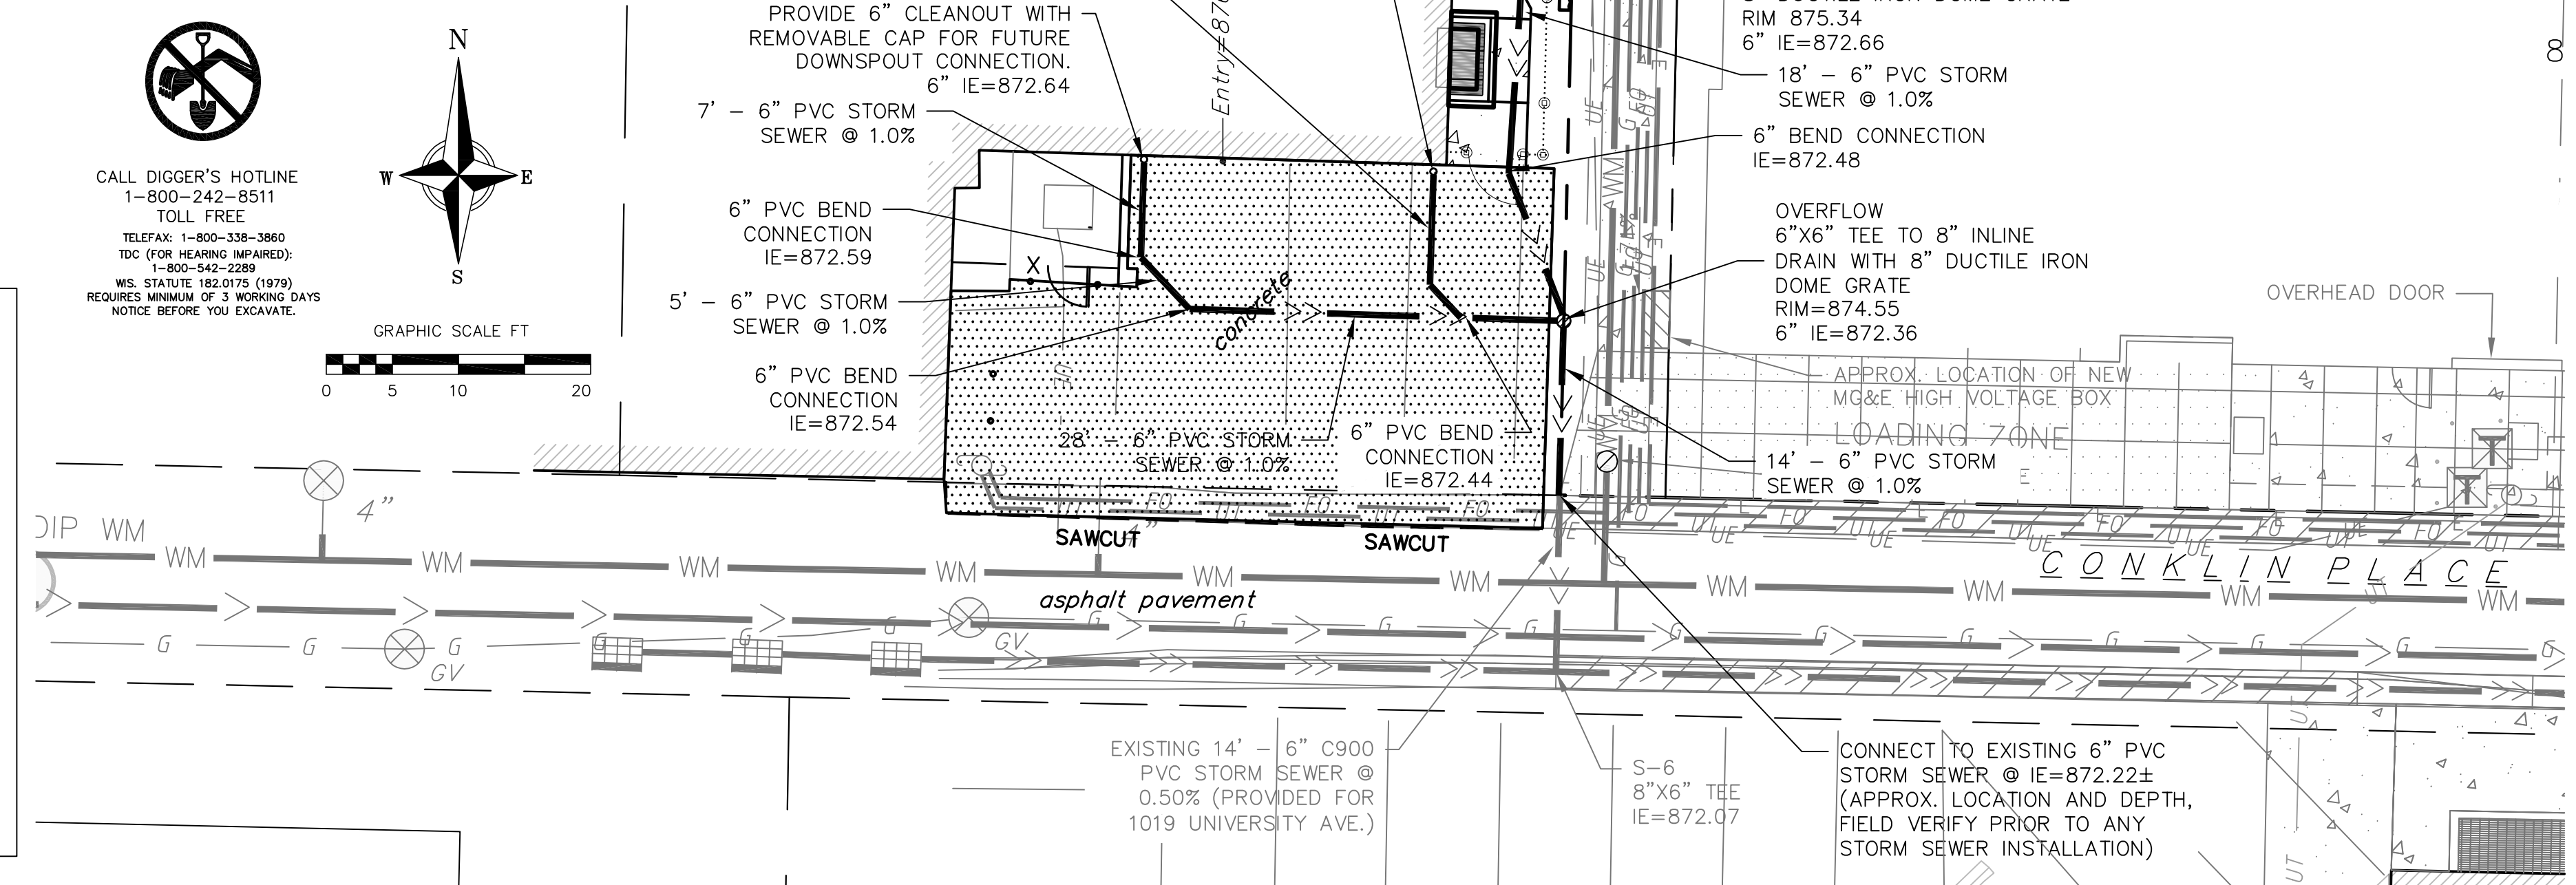 N
W
E
S
CALL DIGGER'S HOTLINE
1-800-242-8511
TOLL FREE
TELEFAX: 1-800-338-3860
TDC (FOR HEARING IMPAIRED):
1-800-542-2289
WIS. STATUTE 182.0175 (1979)
REQUIRES MINIMUM OF 3 WORKING DAYS
NOTICE BEFORE YOU EXCAVATE.
GRAPHIC SCALE FT
0 5 10 20
PROVIDE 6" CLEANOUT WITH
REMOVABLE CAP FOR FUTURE
DOWNSPOUT CONNECTION.
6" IE=872.64
7' - 6" PVC STORM
SEWER @ 1.0%
6" PVC BEND
CONNECTION
IE=872.59
5' - 6" PVC STORM
SEWER @ 1.0%
6" PVC BEND
CONNECTION
IE=872.54
X
concrete
28' - 6" PVC STORM
SEWER @ 1.0%
6" PVC BEND
CONNECTION
IE=872.44
RIM 875.34
6" IE=872.66
18' - 6" PVC STORM
SEWER @ 1.0%
6" BEND CONNECTION
IE=872.48
OVERFLOW
6"X6" TEE TO 8" INLINE
DRAIN WITH 8" DUCTILE IRON
DOME GRATE
RIM=874.55
6" IE=872.36
OVERHEAD DOOR
APPROX. LOCATION OF NEW
MG&E HIGH VOLTAGE BOX
LOADING ZONE
14' - 6" PVC STORM
SEWER @ 1.0%
4"
WM
SAWCUT
SAWCUT
CONKLIN PLACE
WM WM WM WM WM WM WM WM WM WM
asphalt pavement
G G G GV
GV
EXISTING 14' - 6" C900
PVC STORM SEWER @
0.50% (PROVIDED FOR
1019 UNIVERSITY AVE.)
S-6
8"X6" TEE
IE=872.07
CONNECT TO EXISTING 6" PVC
STORM SEWER @ IE=872.22±
(APPROX. LOCATION AND DEPTH,
FIELD VERIFY PRIOR TO ANY
STORM SEWER INSTALLATION)